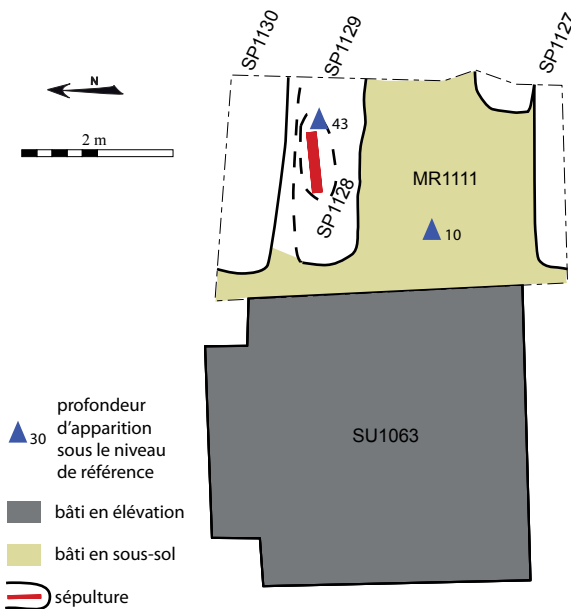 SP1130
SP1129
SP1127
N
2 m
43
MR1111
SP1128
10
SU1063
30
profondeur
d'apparition
sous le niveau
de référence
bâti en élévation
bâti en sous-sol
sépulture